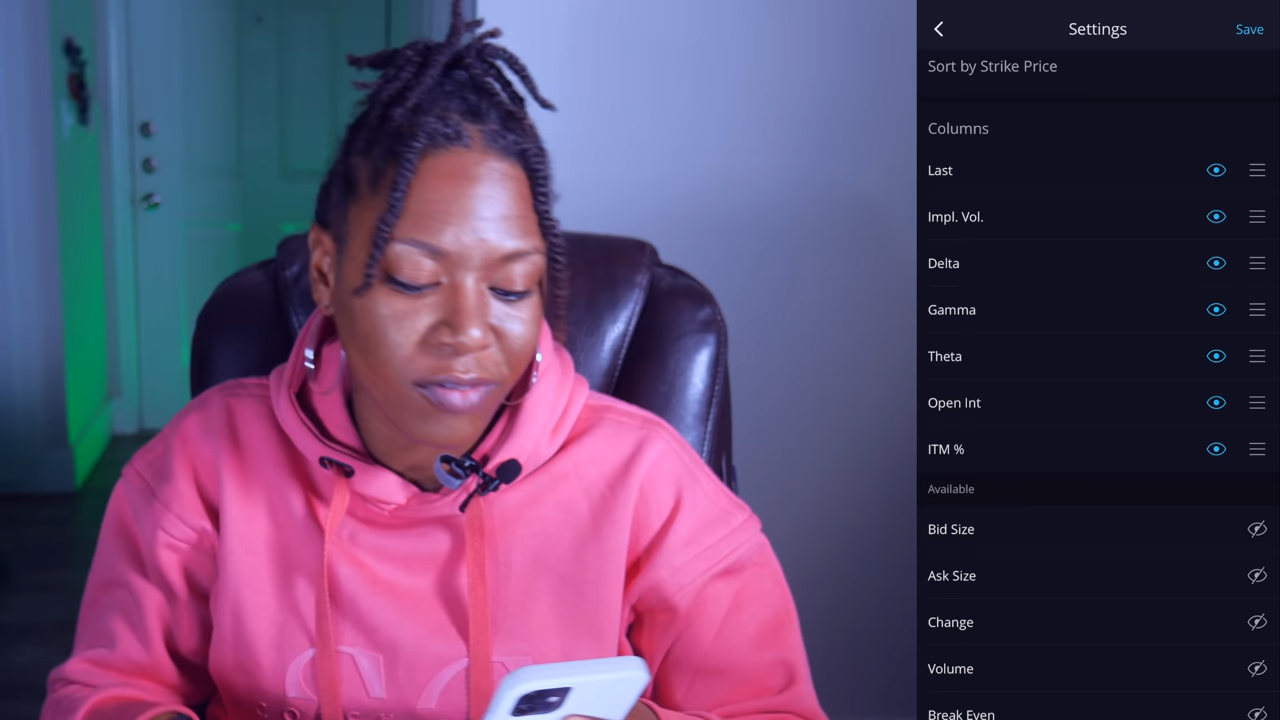 Settings
Save
Sort by Strike Price
Columns
Last
Impl. Vol.
Delta
Gamma
Theta
Open Int
ITM %
Available
Bid Size
Ask Size
Change
Volume
Break Even